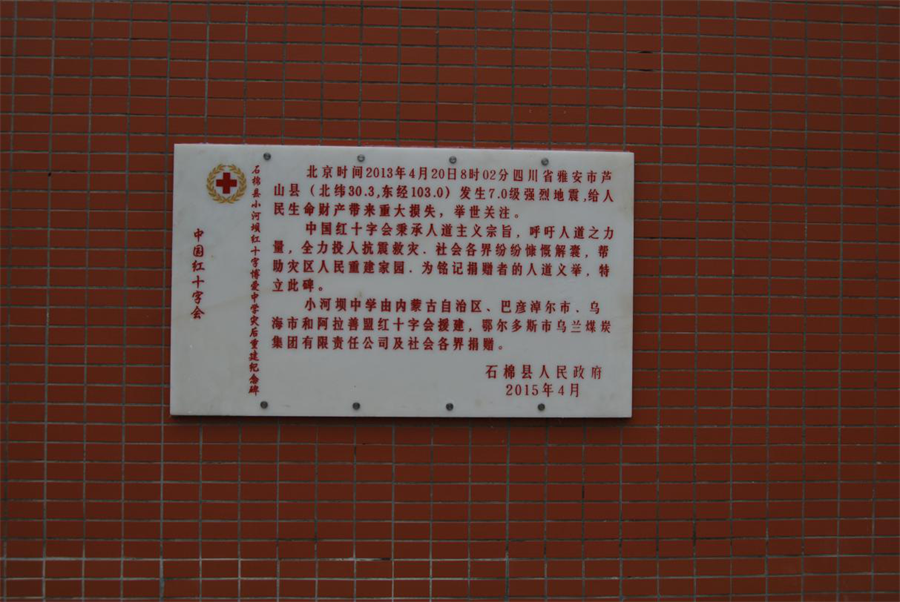 中国红十字会
石棉县小河坝红十字博爱中学灾后重建纪念碑
北京时间2013年4月20日8时02分四川省雅安市芦
山县（北纬30.3,东经103.0）发生7.0级强烈地震,给人
民生命财产带来重大损失，举世关注。
中国红十字会秉承人道主义宗旨，呼吁人道之力
量，全力投入抗震救灾．社会各界纷纷慷慨解囊，帮
助灾区人民重建家园．为铭记捐赠者的人道义举，特
立此碑。
小河坝中学由内蒙古自治区、巴彦淖尔市、乌
海市和阿拉善盟红十字会援建，鄂尔多斯市乌兰煤炭
集团有限责任公司及社会各界捐赠。
石棉县人民政府
2015年4月